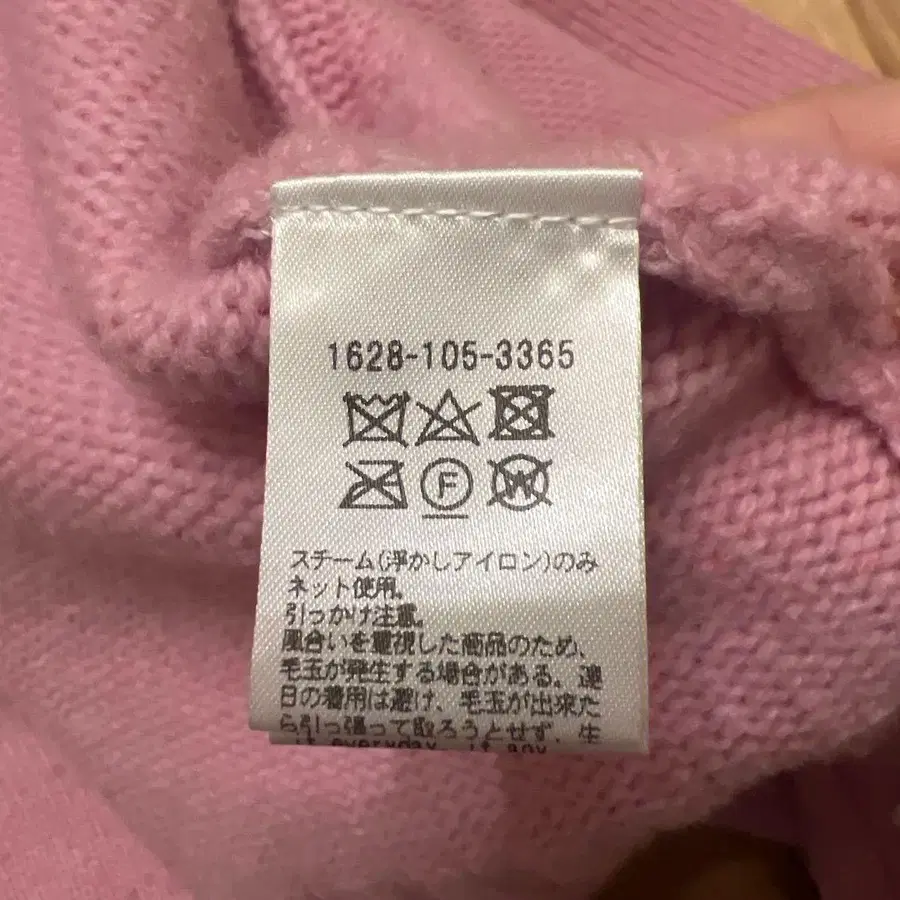 1628-105-3365
F W
スチーム(浮かしアイロン)のみ
ネット使用。
引っかけ注意。
風合いを重視した商品のため、
毛玉が発生する場合がある。連
日の着用は避け、毛玉が出来た
ら引っ張って取ろうとせず、生
it everyday, it any